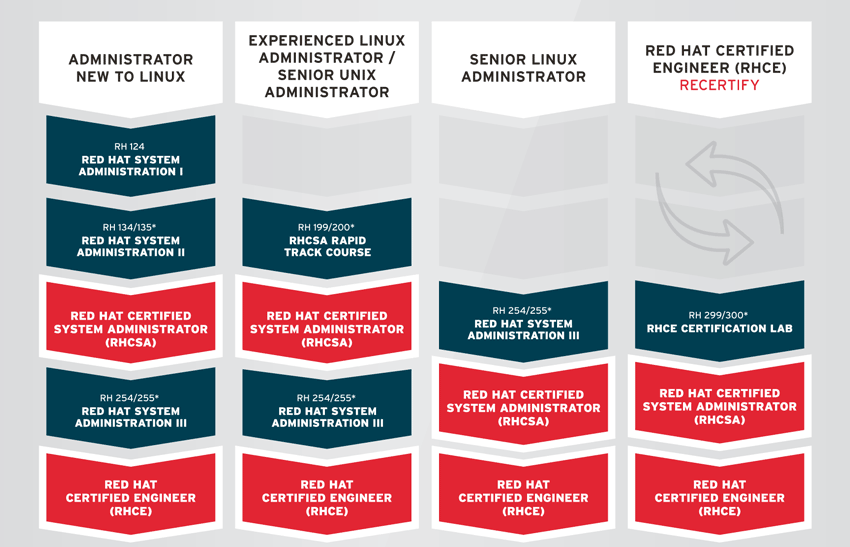 ADMINISTRATOR
NEW TO LINUX
RH 124
RED HAT SYSTEM
ADMINISTRATION I
RH 134/135*
RED HAT SYSTEM
ADMINISTRATION II
RED HAT CERTIFIED
SYSTEM ADMINISTRATOR
(RHCSA)
RH 254/255*
RED HAT SYSTEM
ADMINISTRATION III
RED HAT
CERTIFIED ENGINEER
(RHCE)
EXPERIENCED LINUX
ADMINISTRATOR /
SENIOR UNIX
ADMINISTRATOR
RH 199/200*
RHCSA RAPID
TRACK COURSE
RED HAT CERTIFIED
SYSTEM ADMINISTRATOR
(RHCSA)
RH 254/255*
RED HAT SYSTEM
ADMINISTRATION III
RED HAT
CERTIFIED ENGINEER
(RHCE)
SENIOR LINUX
ADMINISTRATOR
RH 254/255*
RED HAT SYSTEM
ADMINISTRATION III
RED HAT CERTIFIED
SYSTEM ADMINISTRATOR
(RHCSA)
RED HAT
CERTIFIED ENGINEER
(RHCE)
RED HAT CERTIFIED
ENGINEER (RHCE)
RECERTIFY
RH 299/300*
RHCE CERTIFICATION LAB
RED HAT CERTIFIED
SYSTEM ADMINISTRATOR
(RHCSA)
RED HAT
CERTIFIED ENGINEER
(RHCE)